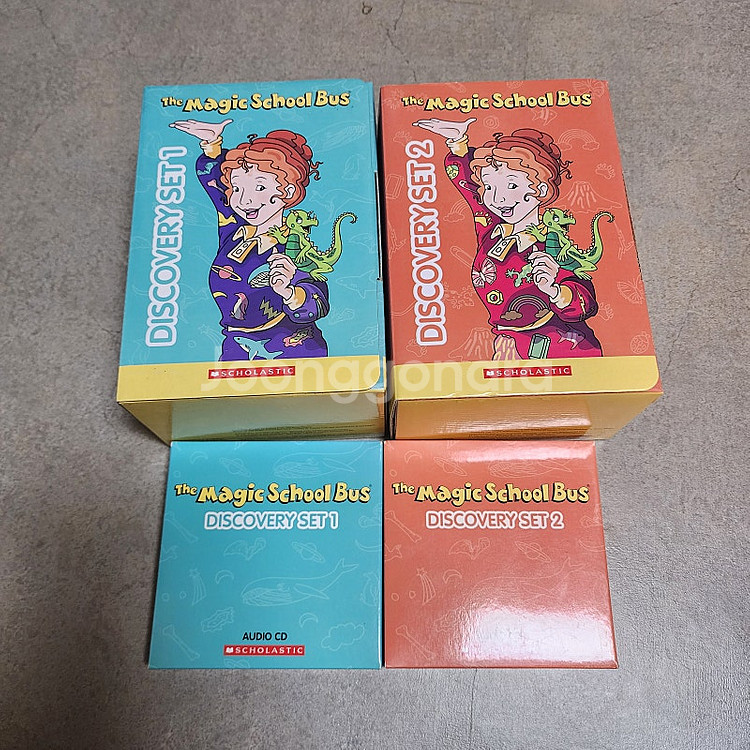 The Magic School Bus
DISCOVERY SET 1
SCHOLASTIC
The Magic School Bus
DISCOVERY SET 2
SCHOLASTIC
Joonggonara
The Magic School Bus
DISCOVERY SET 1
AUDIO CD
SCHOLASTIC
The Magic School Bus
DISCOVERY SET 2